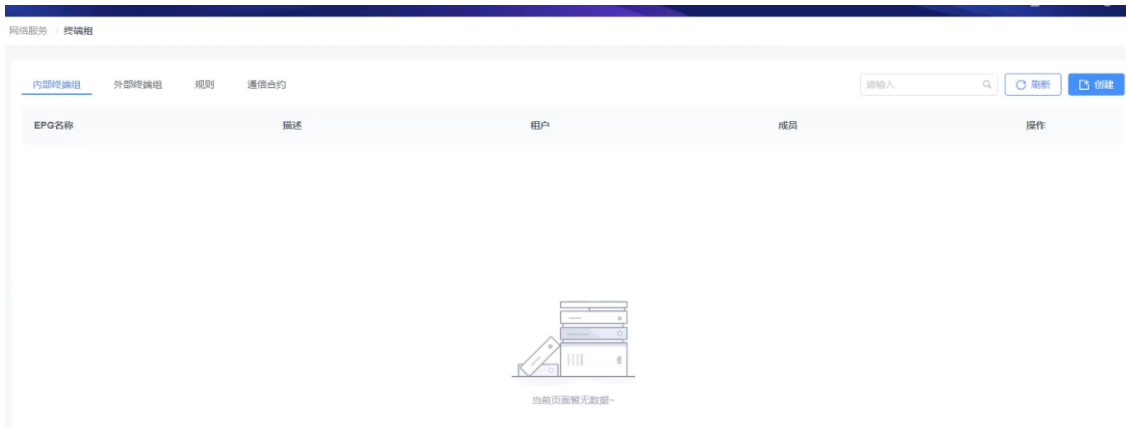 网络服务 / 终端组
内部终端组 外部终端组 规则 通信合约 请输入 刷新 创建
EPG名称 描述 租户 成员 操作
当前页面暂无数据~